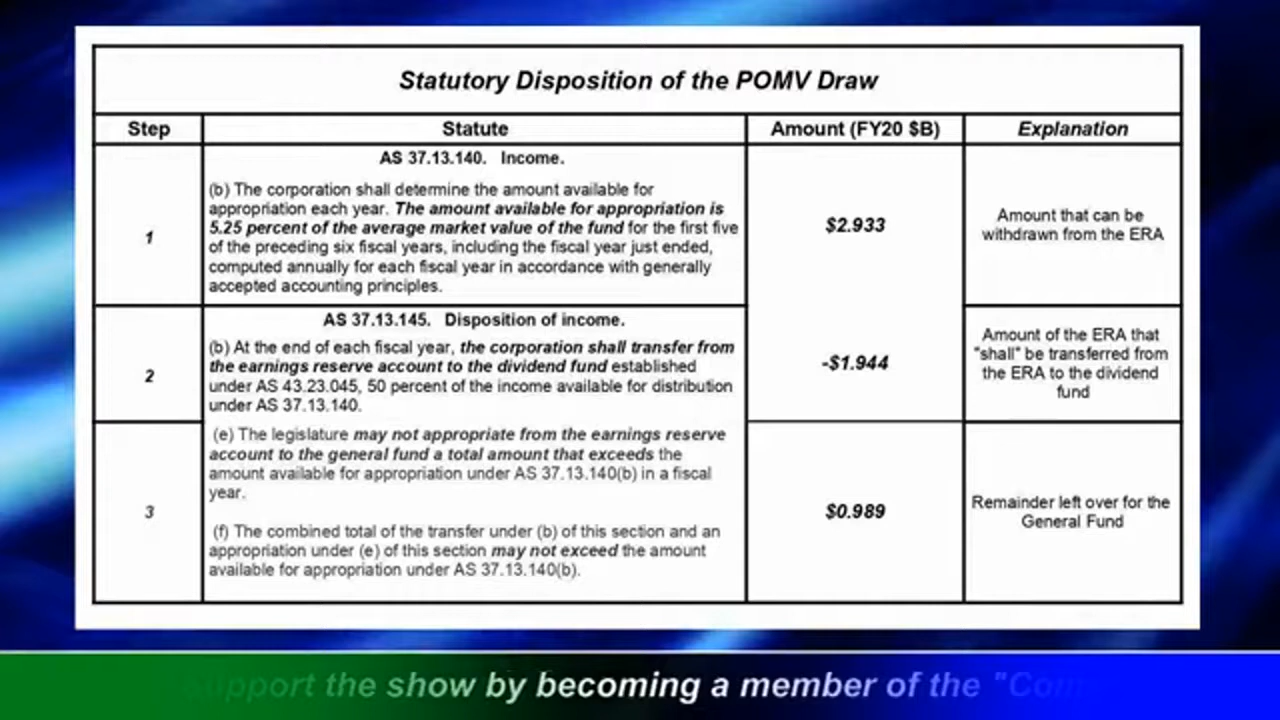 Statutory Disposition of the POMV Draw
Step
Statute
Amount (FY20 $B)
Explanation
1
AS 37.13.140. Income.
(b) The corporation shall determine the amount available for
appropriation each year. The amount available for appropriation is
5.25 percent of the average market value of the fund for the first five
of the preceding six fiscal years, including the fiscal year just ended,
computed annually for each fiscal year in accordance with generally
accepted accounting principles.
$2.933
Amount that can be
withdrawn from the ERA
2
AS 37.13.145. Disposition of income.
(b) At the end of each fiscal year, the corporation shall transfer from
the earnings reserve account to the dividend fund established
under AS 43.23.045, 50 percent of the income available for distribution
under AS 37.13.140.
-$1.944
Amount of the ERA that
"shall" be transferred from
the ERA to the dividend
fund
3
(e) The legislature may not appropriate from the earnings reserve
account to the general fund a total amount that exceeds the
amount available for appropriation under AS 37.13.140(b) in a fiscal
year.
(f) The combined total of the transfer under (b) of this section and an
appropriation under (e) of this section may not exceed the amount
available for appropriation under AS 37.13.140(b).
$0.989
Remainder left over for the
General Fund
Support the show by becoming a member of the "Com